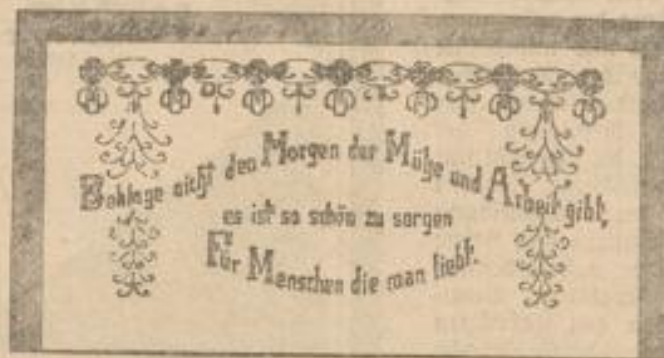 Beklage nicht den Morgen der Mühe und Arbeit gibt,
es ist so schön zu sorgen
Für Menschen die man liebt.